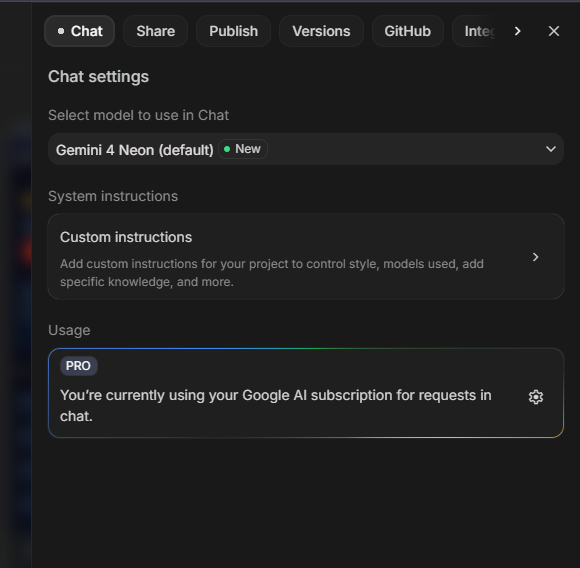 Chat
Share
Publish
Versions
GitHub
Chat settings
Select model to use in Chat
Gemini 4 Neon (default) New
System instructions
Custom instructions
Add custom instructions for your project to control style, models used, add
specific knowledge, and more.
Usage
PRO
You’re currently using your Google AI subscription for requests in
chat.